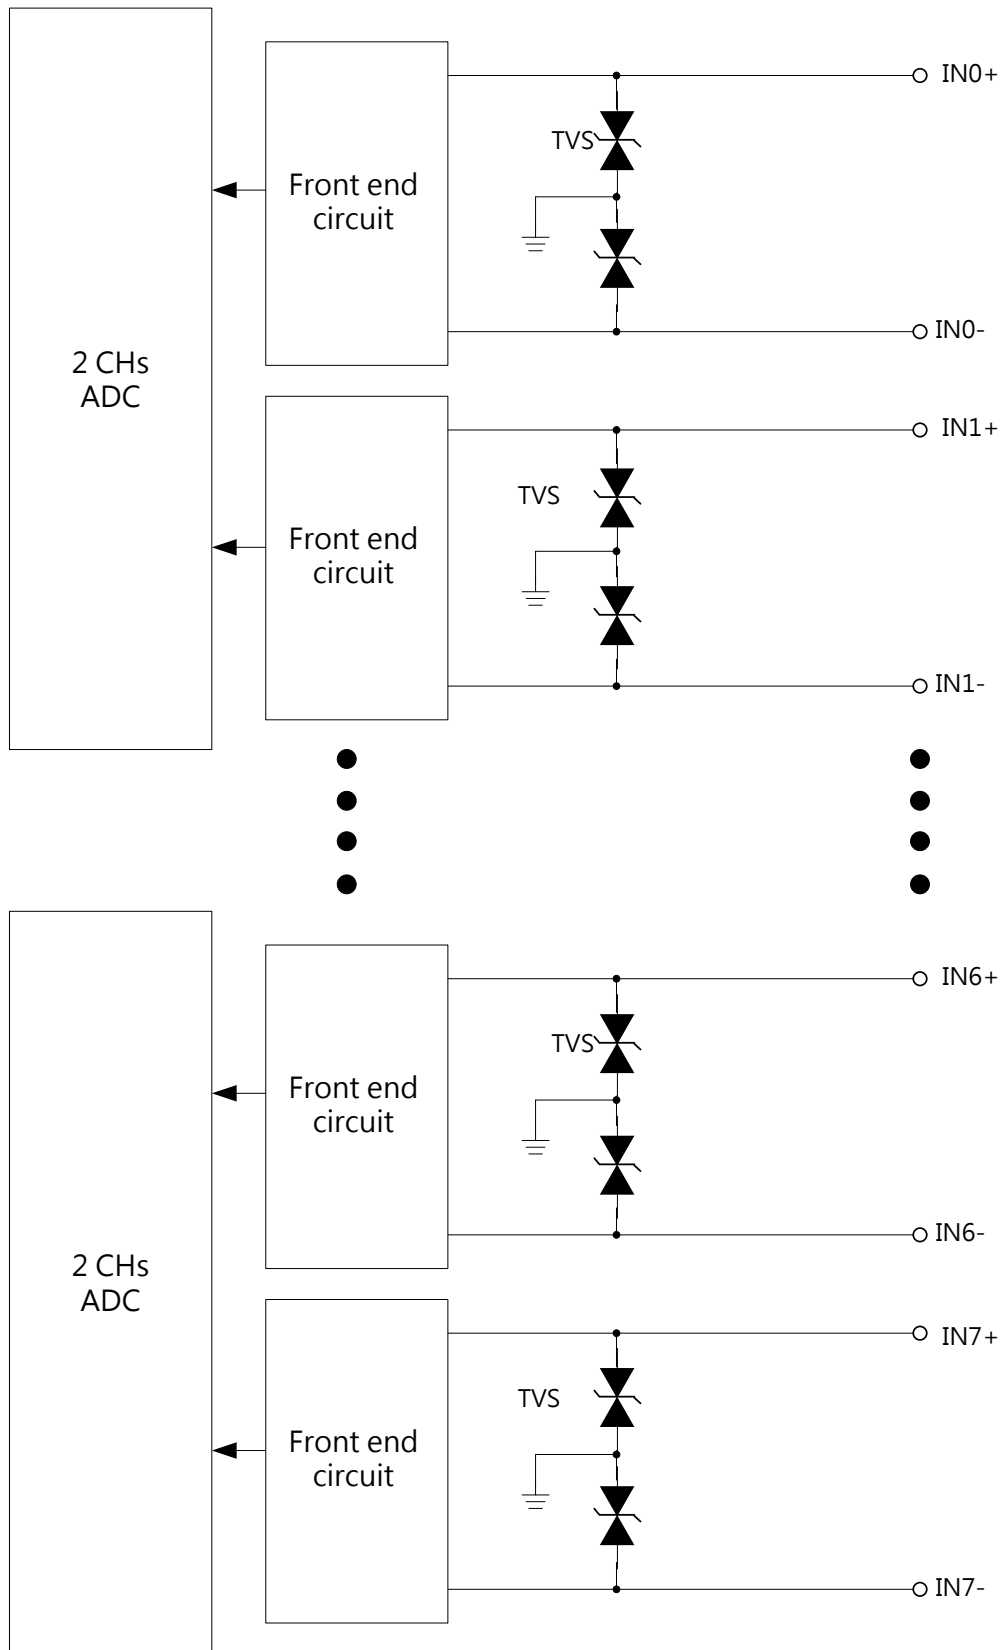 IN0+
TVS
Front end
circuit
IN0-
2 CHs
ADC
IN1+
TVS
Front end
circuit
IN1-
IN6+
TVS
Front end
circuit
IN6-
2 CHs
ADC
IN7+
TVS
Front end
circuit
IN7-